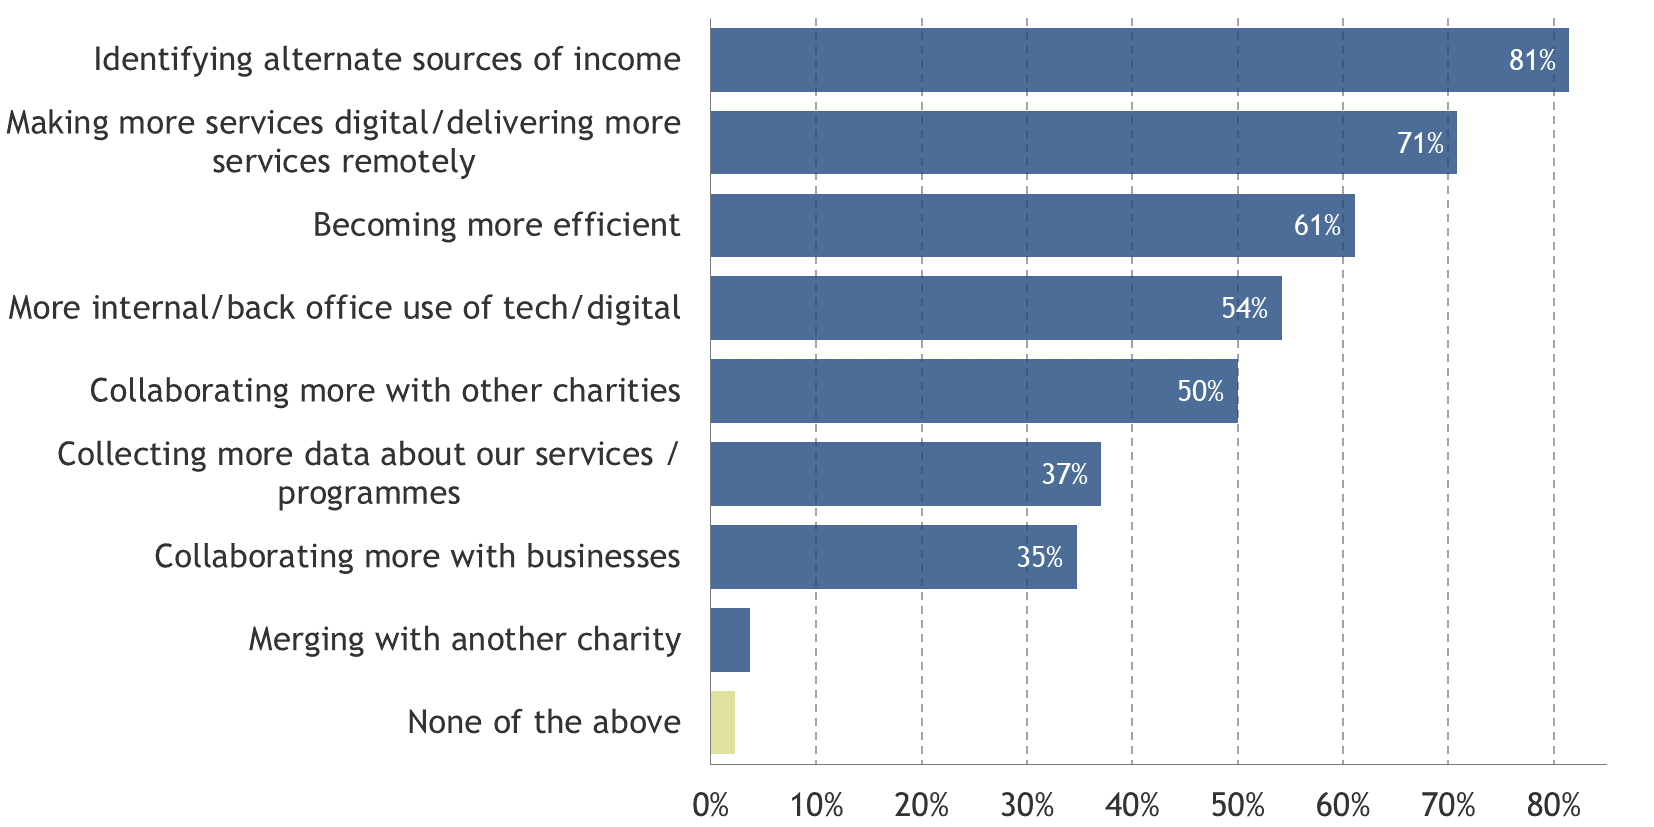 Identifying alternate sources of income
81%
Making more services digital/delivering more
services remotely
71%
Becoming more efficient
61%
More internal/back office use of tech/digital
54%
Collaborating more with other charities
50%
Collecting more data about our services /
programmes
37%
Collaborating more with businesses
35%
Merging with another charity
None of the above
0% 10% 20% 30% 40% 50% 60% 70% 80%